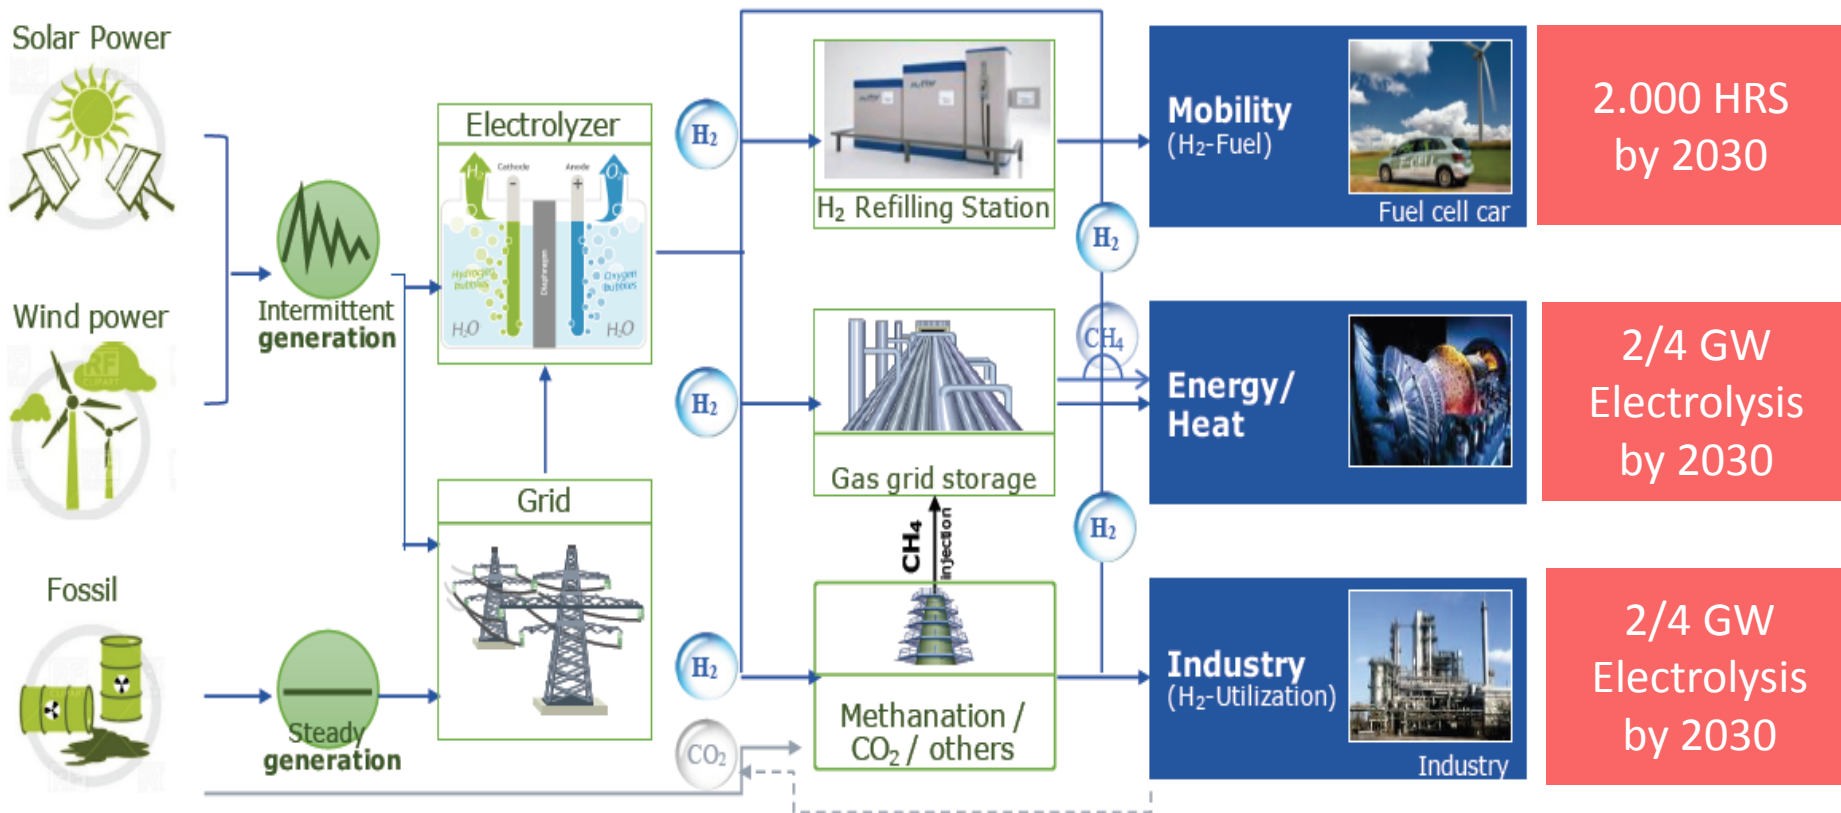 Solar Power
Wind power
Fossil
Intermittent
generation
Steady
generation
Electrolyzer
H2
Cathode
Anode
O2
-
+
Hydrogen
bubbles
Diaphragm
Oxygen
bubbles
H2O
H2O
Grid
H2
H2
H2
CO2
H2 Refilling Station
Gas grid storage
CH4
injection
Methanation /
CO2 / others
H2
CH4
H2
Mobility
(H2-Fuel)
Fuel cell car
Energy/
Heat
Industry
(H2-Utilization)
Industry
2.000 HRS
by 2030
2/4 GW
Electrolysis
by 2030
2/4 GW
Electrolysis
by 2030